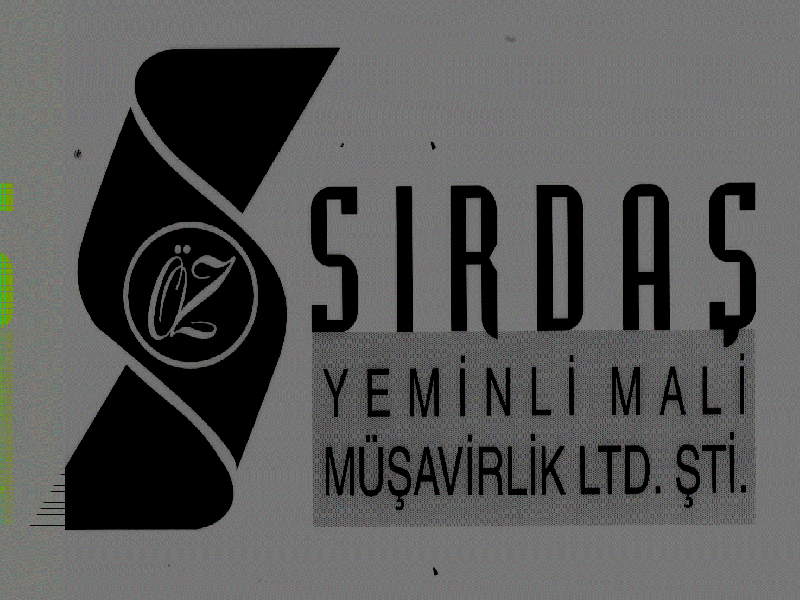 ÖZ
SIRDAŞ
YEMİNLİ MALİ
MÜŞAVİRLİK LTD. ŞTİ.